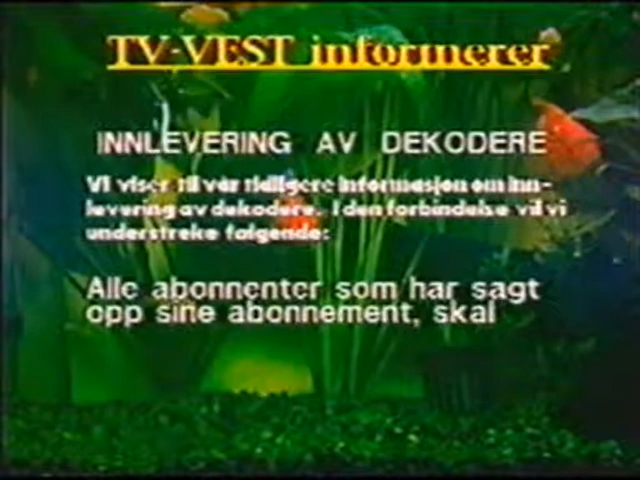 TV-VEST informerer
INNLEVERING AV DEKODERE
Vi viser til vår tidligere informasjon om inn-
levering av dekodere. I den forbindelse vil vi
understreke følgende:
Alle abonnenter som har sagt
opp sine abonnement, skal